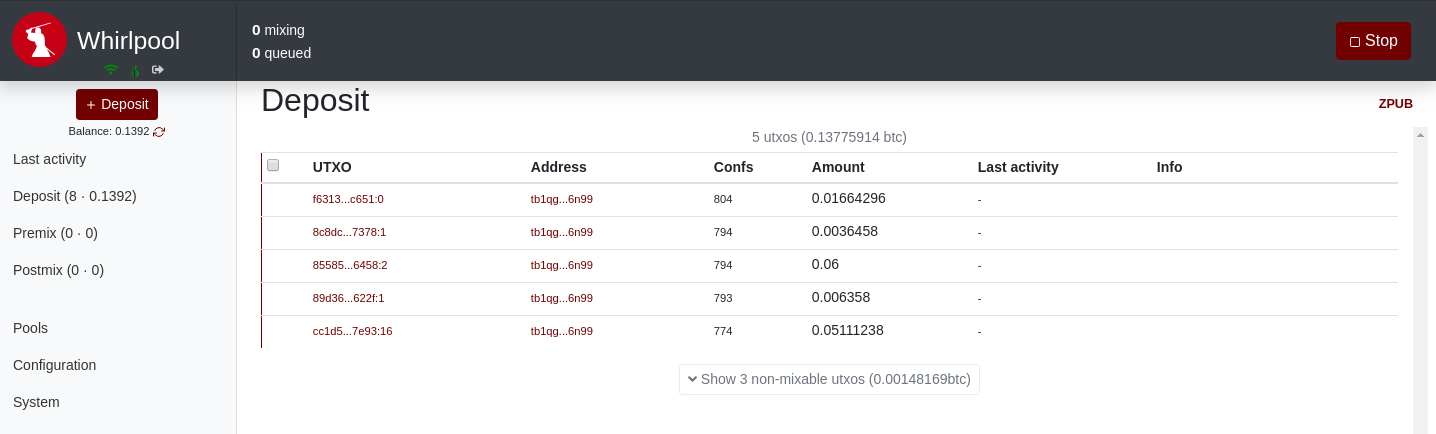 Whirlpool
0 mixing
0 queued
Stop
+ Deposit
Balance: 0.1392
Last activity
Deposit (8 · 0.1392)
Premix (0 · 0)
Postmix (0 · 0)
Pools
Configuration
System
Deposit
ZPUB
5 utxos (0.13775914 btc)
UTXO Address Confs Amount Last activity Info
f6313...c651:0 tb1qg...6n99 804 0.01664296 -
8c8dc...7378:1 tb1qg...6n99 794 0.0036458 -
85585...6458:2 tb1qg...6n99 794 0.06 -
89d36...622f:1 tb1qg...6n99 793 0.006358 -
cc1d5...7e93:16 tb1qg...6n99 774 0.05111238 -
Show 3 non-mixable utxos (0.00148169btc)